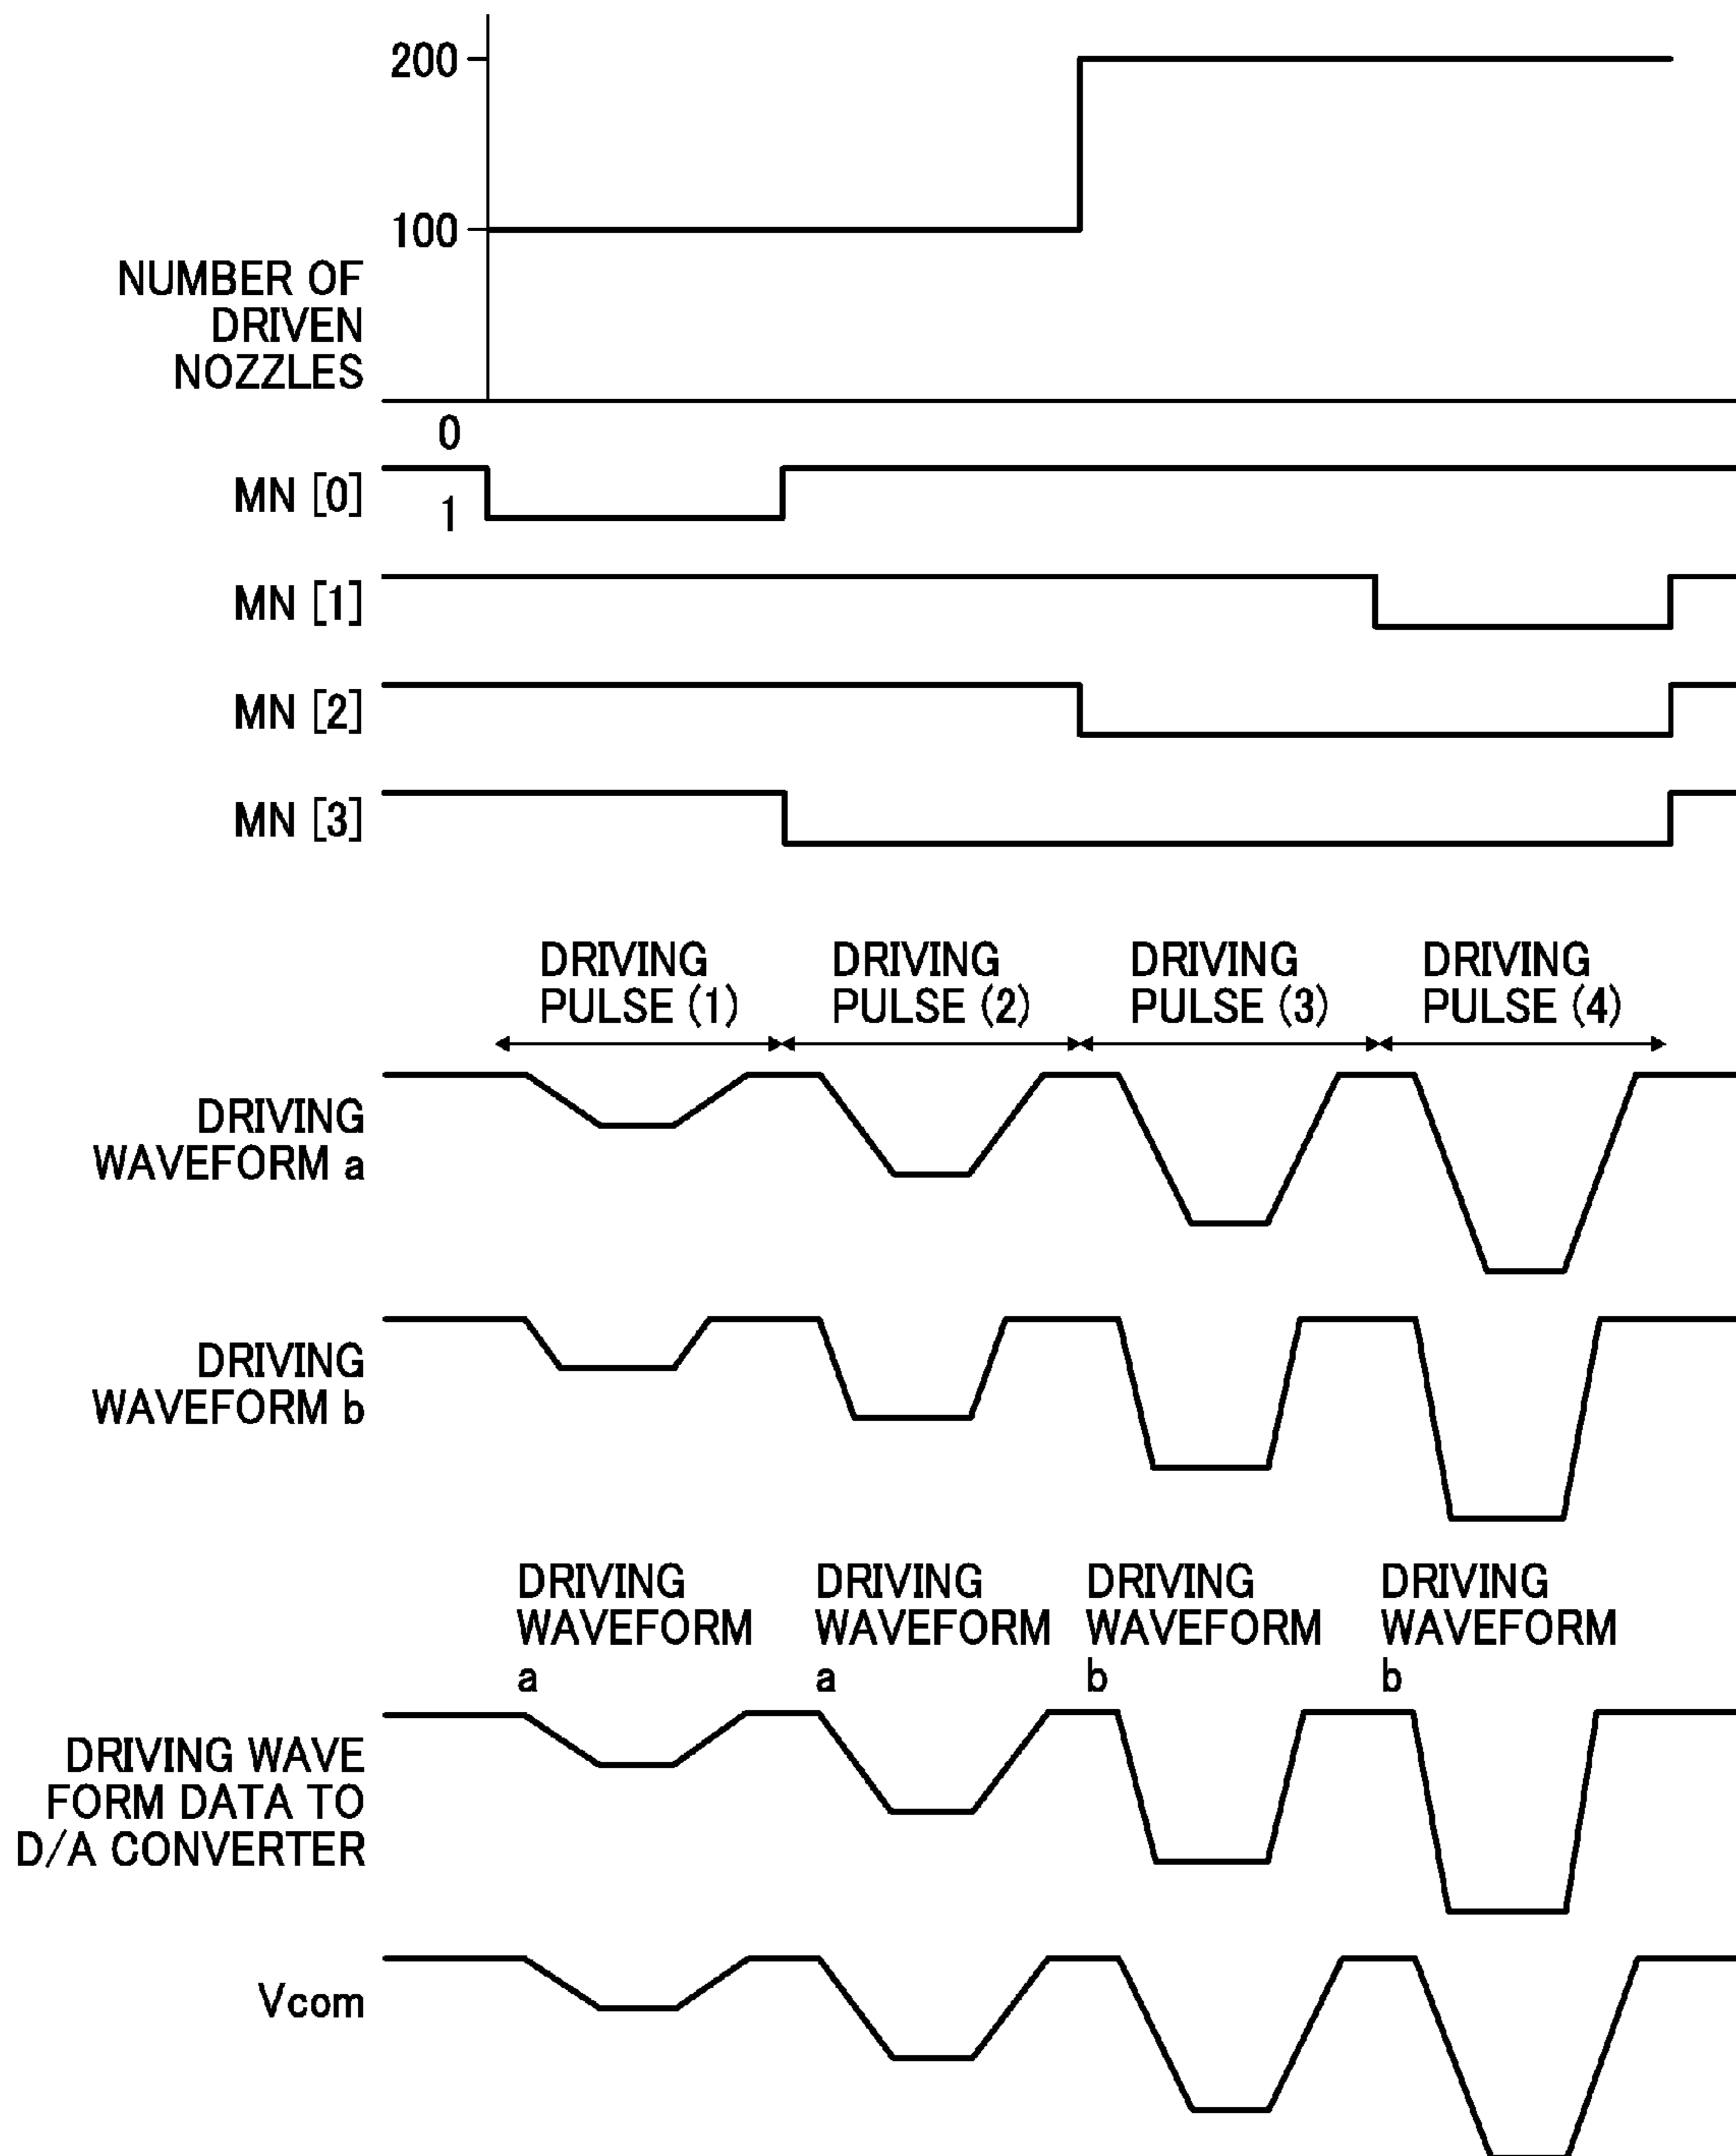 200
100
NUMBER OF
DRIVEN
NOZZLES
0
MN [0]
1
MN [1]
MN [2]
MN [3]
DRIVING
PULSE (1)
DRIVING
PULSE (2)
DRIVING
PULSE (3)
DRIVING
PULSE (4)
DRIVING
WAVEFORM a
DRIVING
WAVEFORM b
DRIVING
WAVEFORM
a
DRIVING
WAVEFORM
a
DRIVING
WAVEFORM
b
DRIVING
WAVEFORM
b
DRIVING WAVE
FORM DATA TO
D/A CONVERTER
Vcom